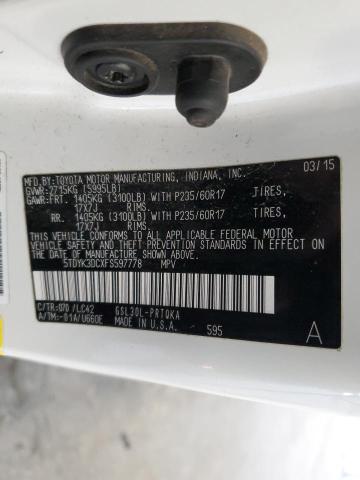 MFD. BY: TOYOTA MOTOR MANUFACTURING, INDIANA, INC. 03/15
GVWR: 2715KG (5995LB)
GAWR: FRT. 1405KG (3100LB) WITH P235/60R17 TIRES,
17X7J RIMS.
RR. 1405KG (3100LB) WITH P235/60R17 TIRES,
17X7J RIMS.
THIS VEHICLE CONFORMS TO ALL APPLICABLE FEDERAL MOTOR
VEHICLE SAFETY AND THEFT PREVENTION STANDARDS IN EFFECT
ON THE DATE OF MANUFACTURE SHOWN ABOVE.
5TDYK3DCXFS597778 MPV
C/TR: 070 /LC42 GSL30L-PRTQKA
A/TM: -01A/U660E MADE IN U.S.A. 595 A